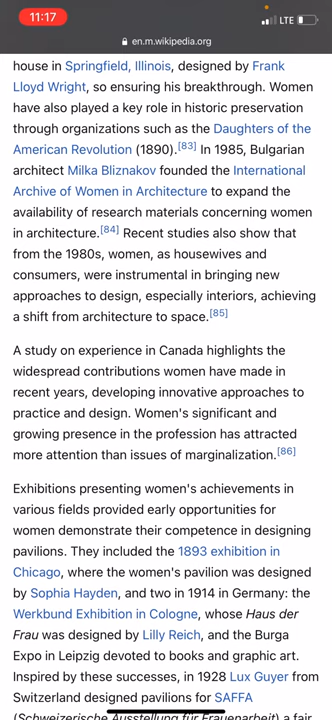 11:17
LTE
en.m.wikipedia.org
house in Springfield, Illinois, designed by Frank
Lloyd Wright, so ensuring his breakthrough. Women
have also played a key role in historic preservation
through organizations such as the Daughters of the
American Revolution (1890).[83] In 1985, Bulgarian
architect Milka Bliznakov founded the International
Archive of Women in Architecture to expand the
availability of research materials concerning women
in architecture.[84] Recent studies also show that
from the 1980s, women, as housewives and
consumers, were instrumental in bringing new
approaches to design, especially interiors, achieving
a shift from architecture to space.[85]
A study on experience in Canada highlights the
widespread contributions women have made in
recent years, developing innovative approaches to
practice and design. Women's significant and
growing presence in the profession has attracted
more attention than issues of marginalization.[86]
Exhibitions presenting women's achievements in
various fields provided early opportunities for
women demonstrate their competence in designing
pavilions. They included the 1893 exhibition in
Chicago, where the women's pavilion was designed
by Sophia Hayden, and two in 1914 in Germany: the
Werkbund Exhibition in Cologne, whose Haus der
Frau was designed by Lilly Reich, and the Burga
Expo in Leipzig devoted to books and graphic art.
Inspired by these successes, in 1928 Lux Guyer from
Switzerland designed pavilions for SAFFA
(Schweizerische Ausstellung für Frauenarbeit) a fair